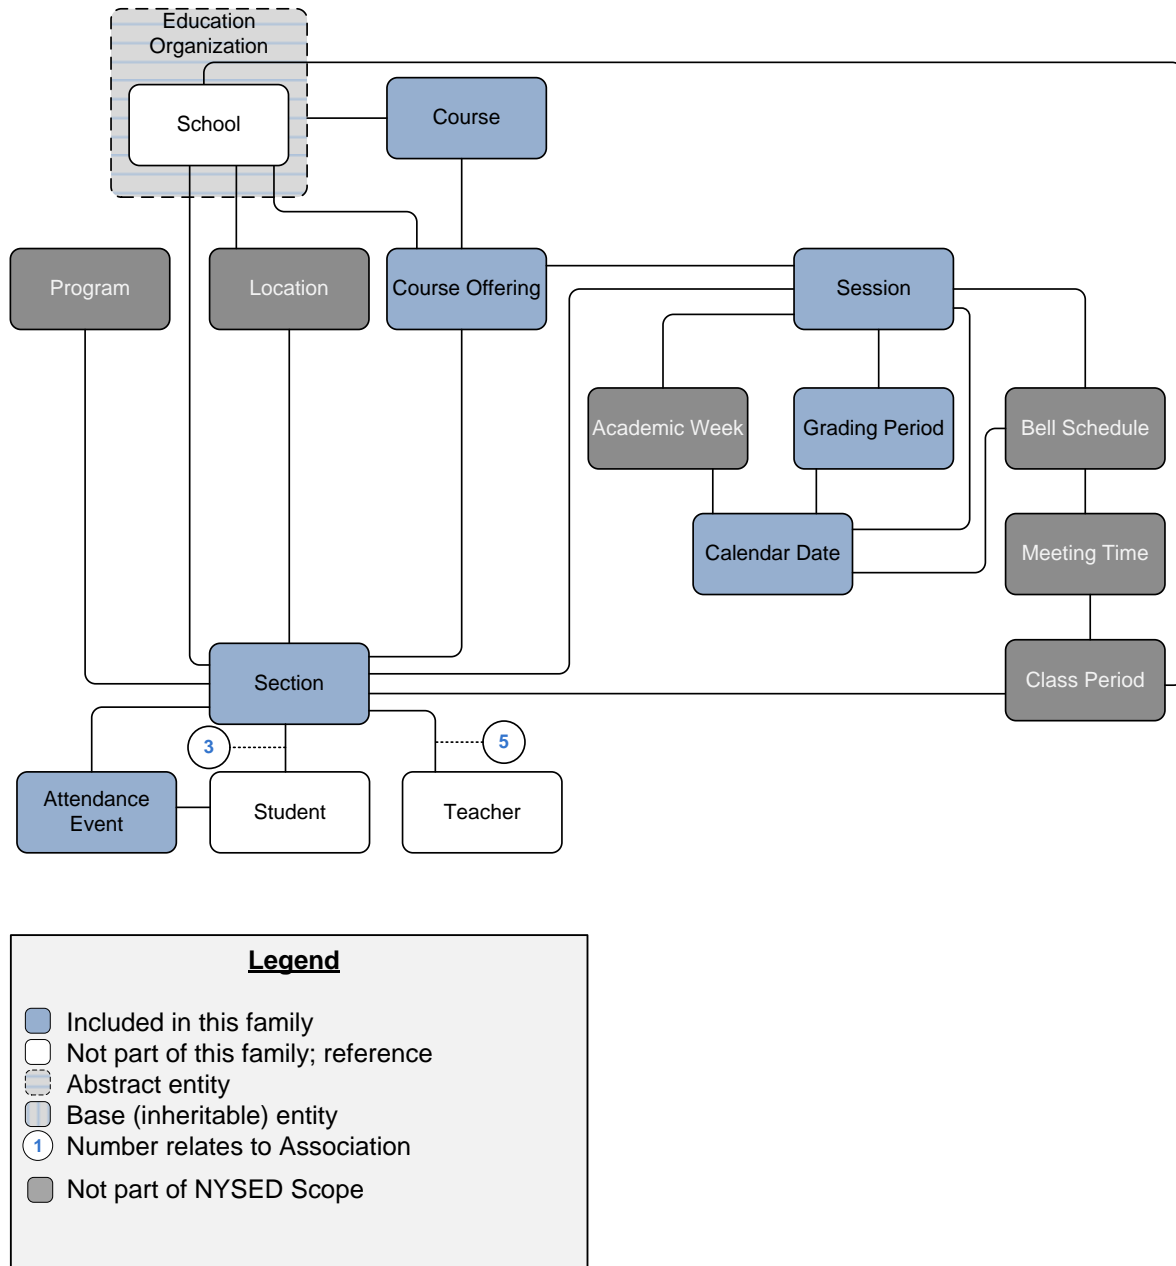 Education
Organization
School
Course
Program
Location
Course Offering
Session
Academic Week
Grading Period
Bell Schedule
Calendar Date
Meeting Time
Section
Class Period
3
5
Attendance
Event
Student
Teacher
Legend
Included in this family
Not part of this family; reference
Abstract entity
Base (inheritable) entity
1 Number relates to Association
Not part of NYSED Scope